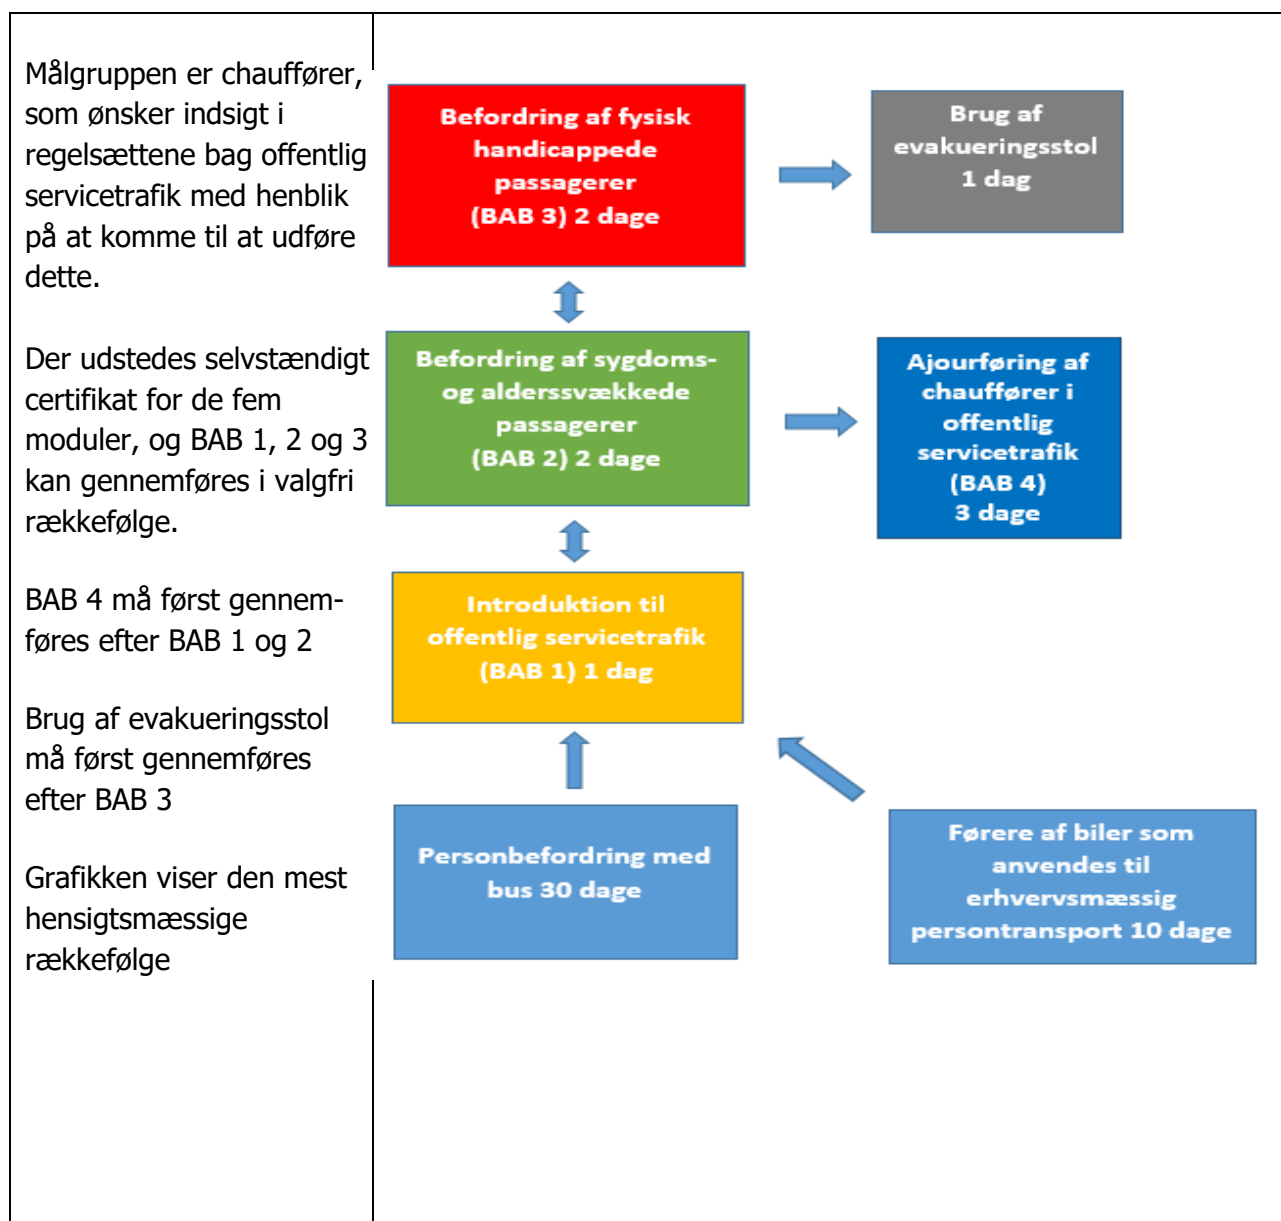 Målgruppen er chauffører,
som ønsker indsigt i
regelsættene bag offentlig
servicetrafik med henblik
på at komme til at udføre
dette.
Der udstedes selvstændigt
certifikat for de fem
moduler, og BAB 1, 2 og 3
kan gennemføres i valgfri
rækkefølge.
BAB 4 må først gennem-
føres efter BAB 1 og 2
Brug af evakueringsstol
må først gennemføres
efter BAB 3
Grafikken viser den mest
hensigtsmæssige
rækkefølge
Befordring af fysisk
handicappede
passagerer
(BAB 3) 2 dage
Brug af
evakueringsstol
1 dag
Befordring af sygdoms-
og alderssvækkede
passagerer
(BAB 2) 2 dage
Ajourføring af
chauffører i
offentlig
servicetrafik
(BAB 4)
3 dage
Introduktion til
offentlig servicetrafik
(BAB 1) 1 dag
Personbefordring med
bus 30 dage
Førere af biler som
anvendes til
erhvervsmæssig
persontransport 10 dage